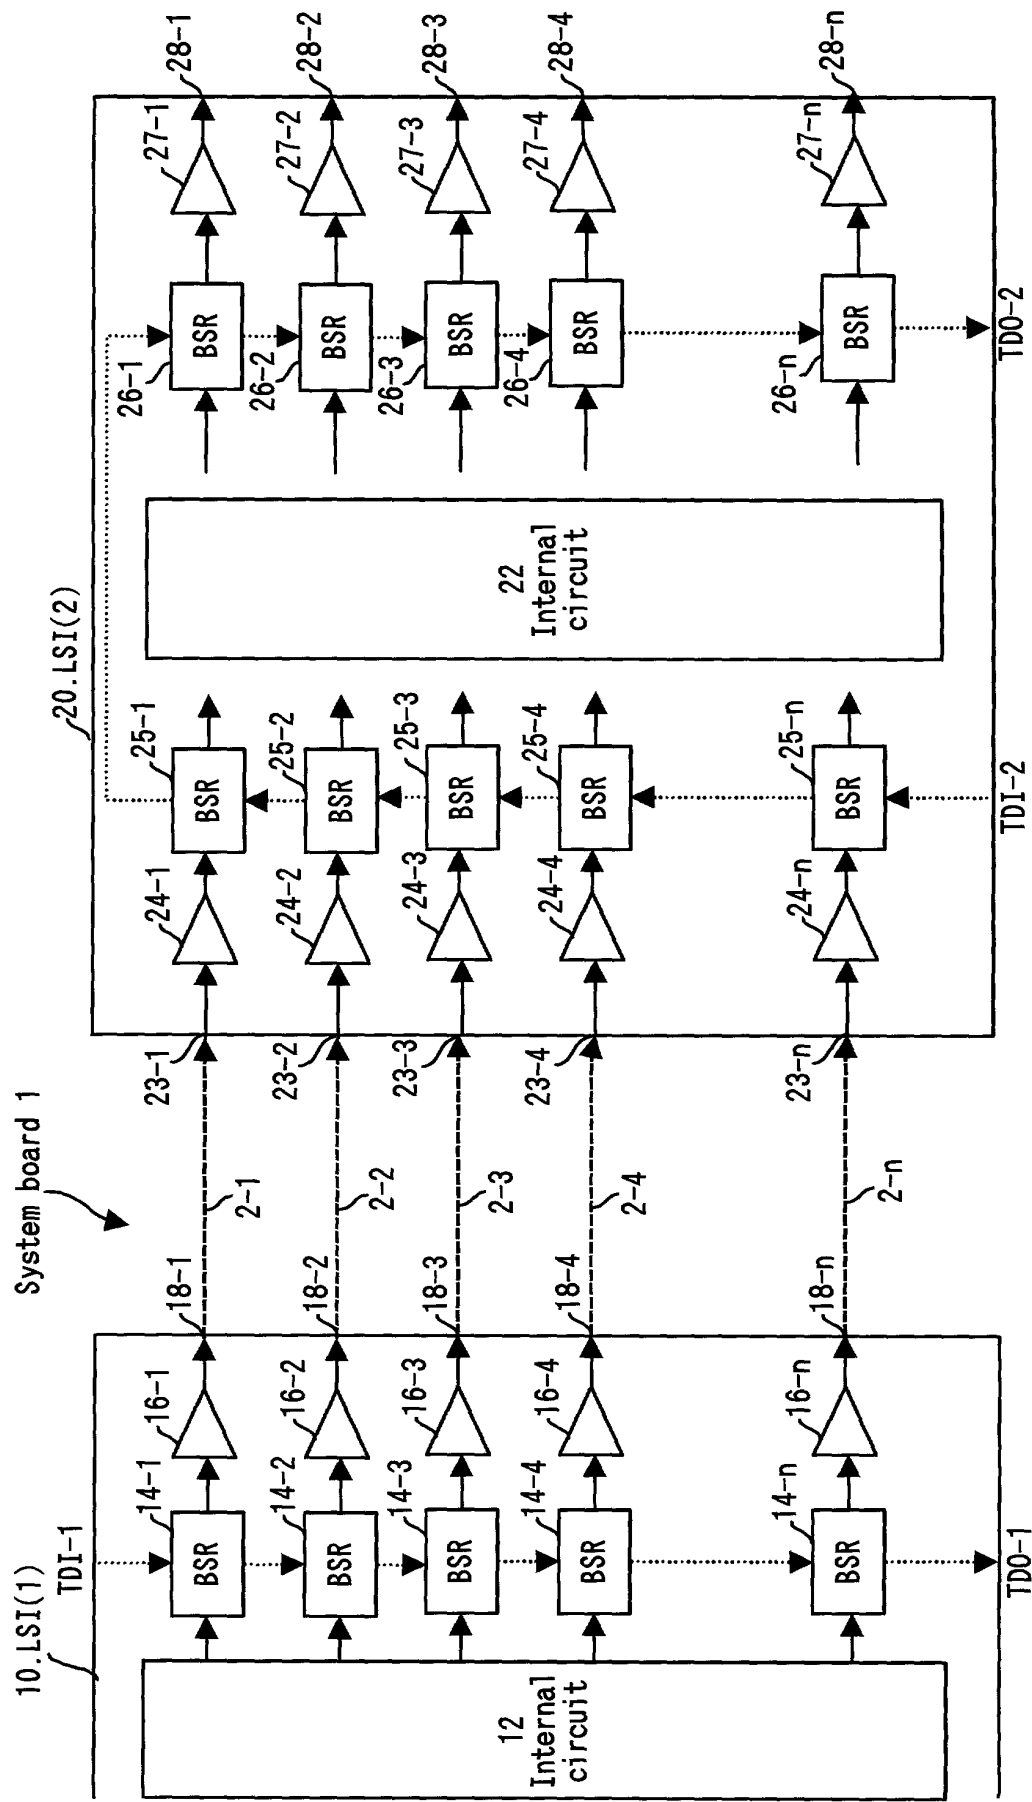 System board 1
10.LSI(1)
20.LSI(2)
TDI-1
12
Internal
circuit
BSR
14-1
16-1
18-1
2-1
23-1
24-1
BSR
25-1
BSR
26-1
27-1
28-1
BSR
14-2
16-2
18-2
2-2
23-2
24-2
BSR
25-2
BSR
26-2
27-2
28-2
BSR
14-3
16-3
18-3
2-3
23-3
24-3
BSR
25-3
BSR
26-3
27-3
28-3
BSR
14-4
16-4
18-4
2-4
23-4
24-4
BSR
25-4
BSR
26-4
27-4
28-4
BSR
14-n
16-n
18-n
2-n
23-n
24-n
BSR
25-n
BSR
26-n
27-n
28-n
22
Internal
circuit
TDO-1
TDI-2
TDO-2